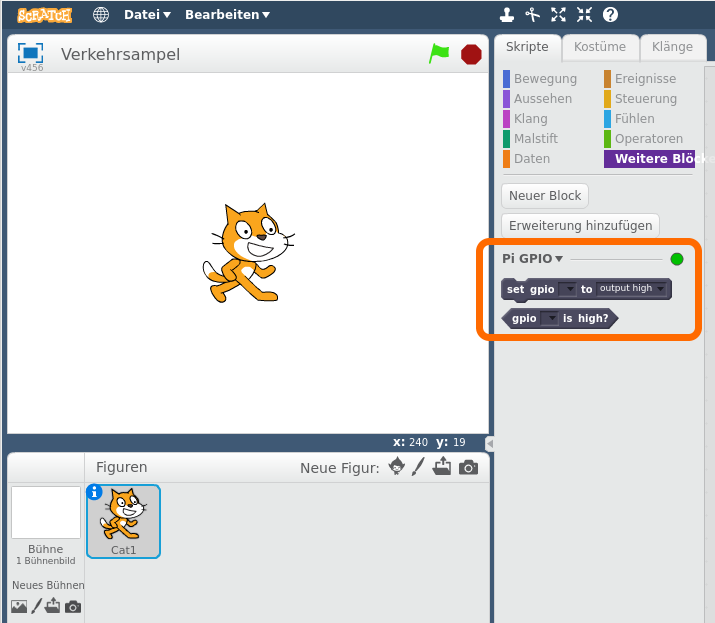 SCRATCH Datei Bearbeiten
v456 Verkehrsampel
x: 240 y: 19
Figuren Neue Figur:
Bühne
1 Bühnenbild
Cat1
Neues Bühnen
Skripte Kostüme Klänge
Bewegung Ereignisse
Aussehen Steuerung
Klang Fühlen
Malstift Operatoren
Daten Weitere Blöcke
Neuer Block
Erweiterung hinzufügen
Pi GPIO
set gpio to output high
gpio is high?